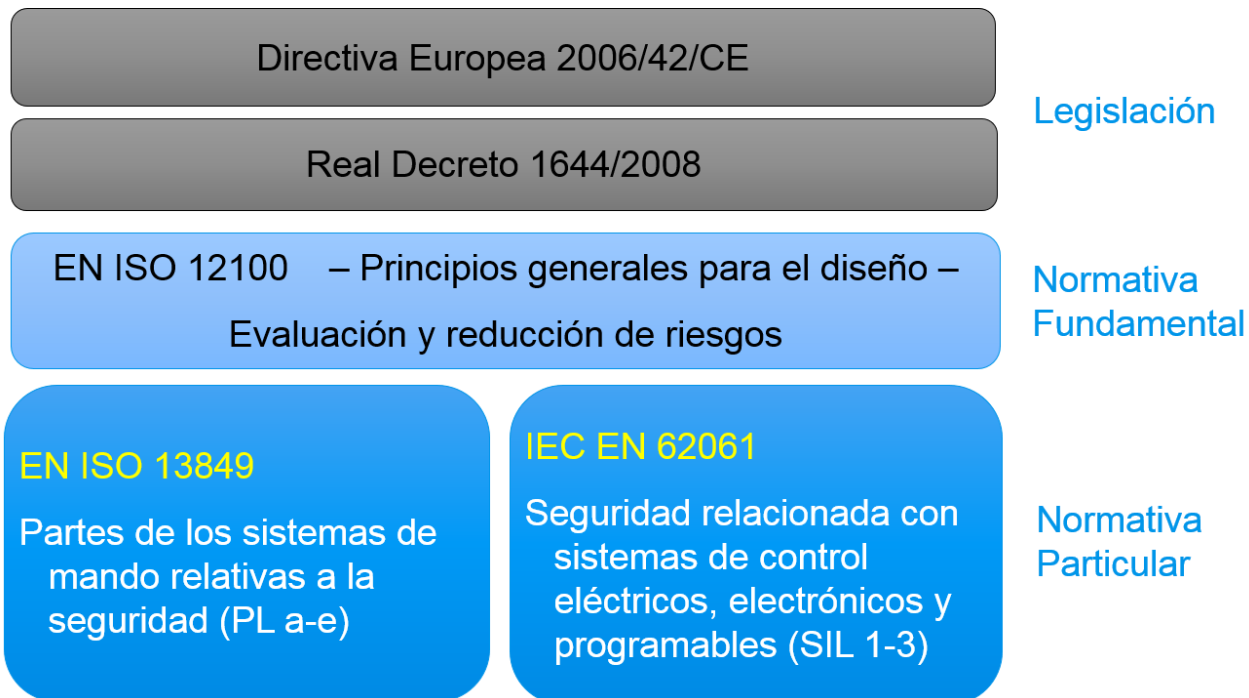 Directiva Europea 2006/42/CE
Real Decreto 1644/2008
Legislación
EN ISO 12100 – Principios generales para el diseño –
Evaluación y reducción de riesgos
Normativa
Fundamental
EN ISO 13849
Partes de los sistemas de
mando relativas a la
seguridad (PL a-e)
IEC EN 62061
Seguridad relacionada con
sistemas de control
eléctricos, electrónicos y
programables (SIL 1-3)
Normativa
Particular